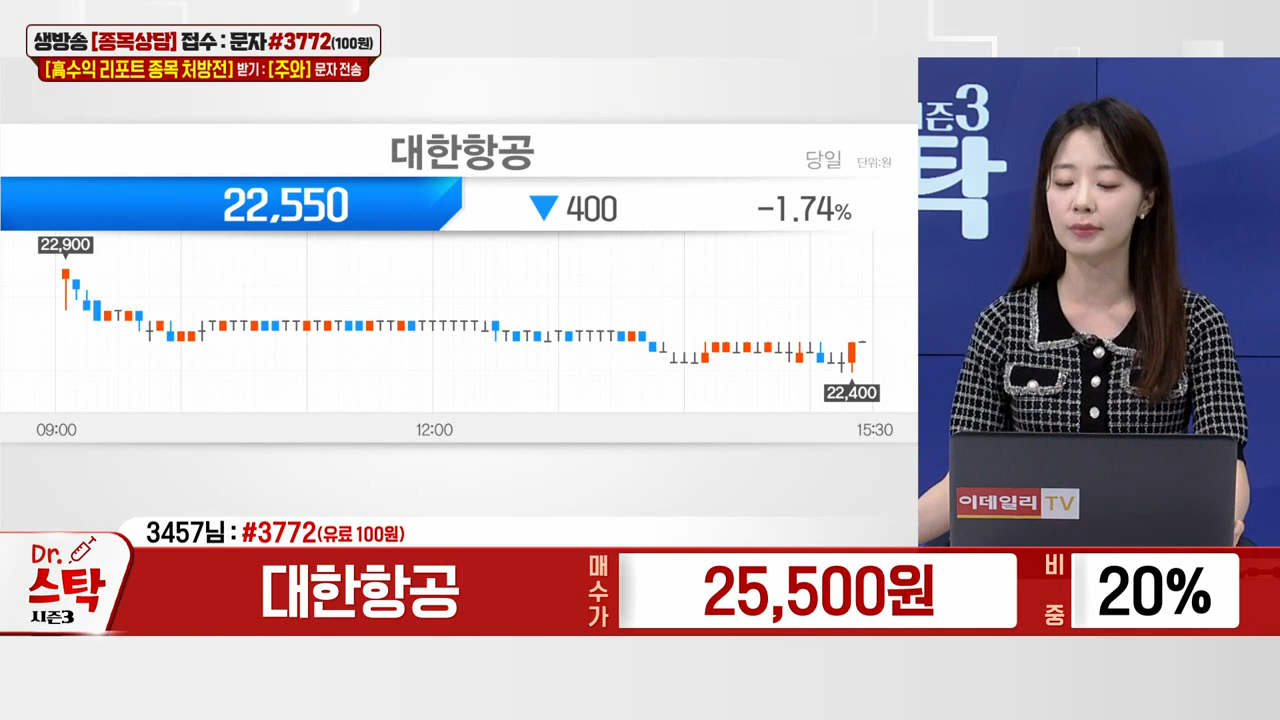 생방송 [종목상담] 접수 : 문자#3772(100원)
[高수익 리포트 종목 처방전] 받기 : [주와] 문자 전송
시즌3
탁
대한항공
당일 단위:원
22,550 ▼ 400 -1.74%
22,900
22,400
09:00 12:00 15:30
이데일리 TV
3457님 : #3772(유료 100원)
Dr.
스탁
시즌3
대한항공 매수가 25,500원 비중 20%